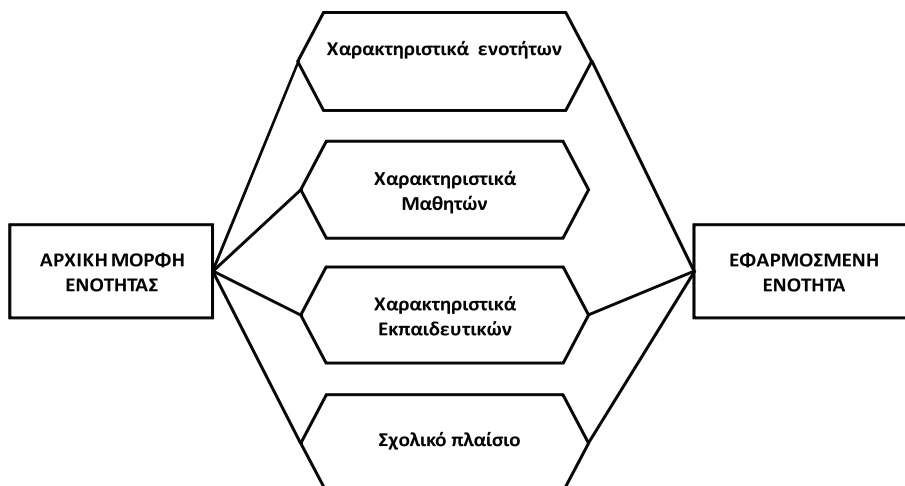 Χαρακτηριστικά ενοτήτων
Χαρακτηριστικά
Μαθητών
ΑΡΧΙΚΗ ΜΟΡΦΗ
ΕΝΟΤΗΤΑΣ
ΕΦΑΡΜΟΣΜΕΝΗ
ΕΝΟΤΗΤΑ
Χαρακτηριστικά
Εκπαιδευτικών
Σχολικό πλαίσιο